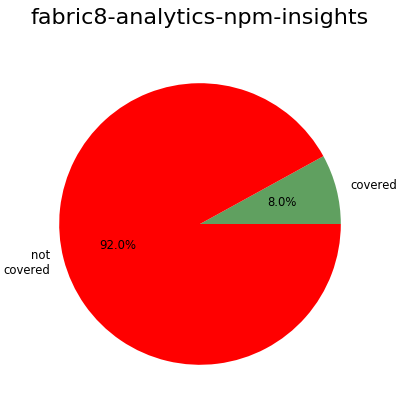 fabric8-analytics-npm-insights
covered
8.0%
92.0%
not
covered